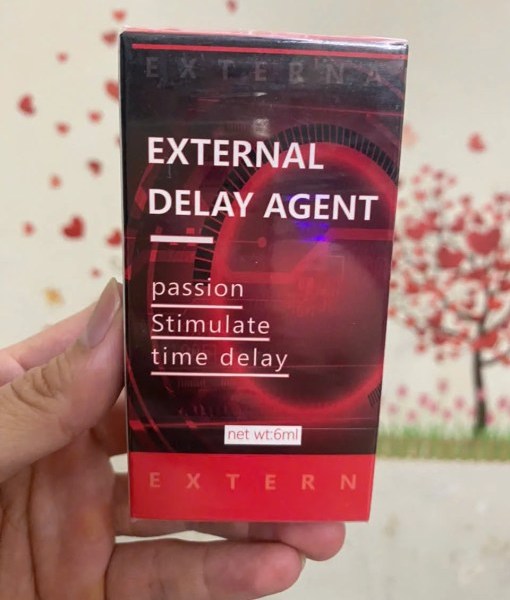 EXTERNA
EXTERNAL
DELAY AGENT
passion
Stimulate
time delay
net wt:6ml
EXTERN